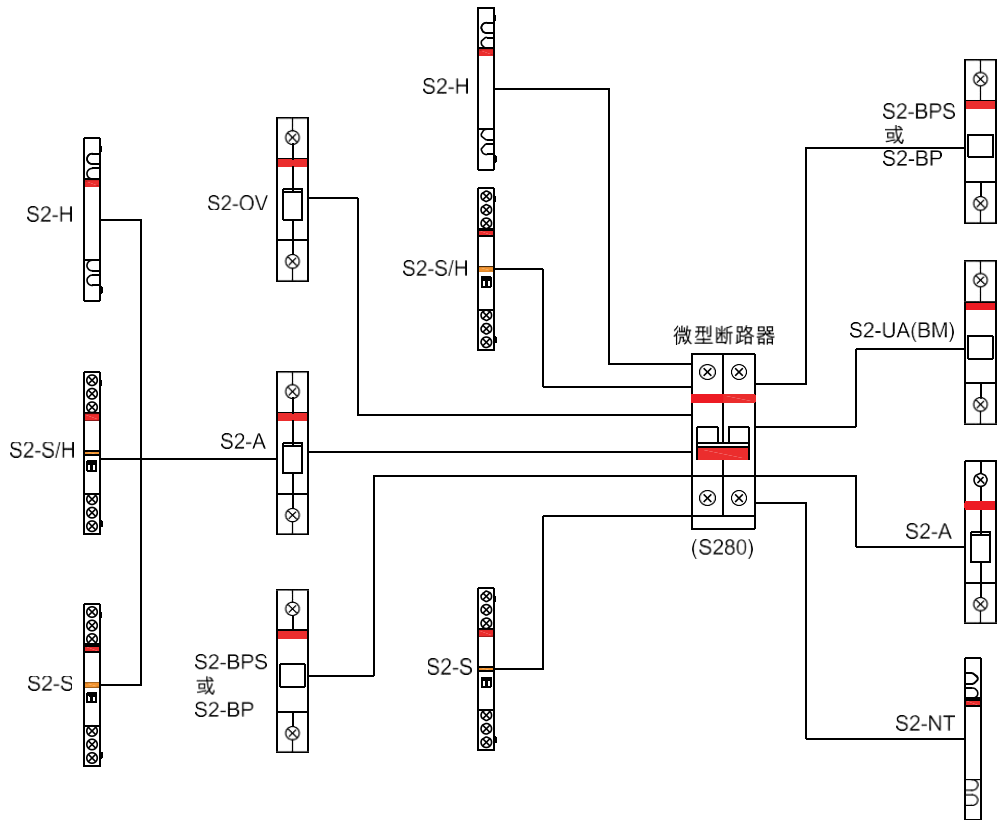 S2-H
S2-BPS
或
S2-BP
S2-H
S2-OV
S2-S/H
微型断路器
S2-UA(BM)
S2-S/H
S2-A
(S280)
S2-A
S2-S
S2-BPS
或
S2-BP
S2-S
S2-NT